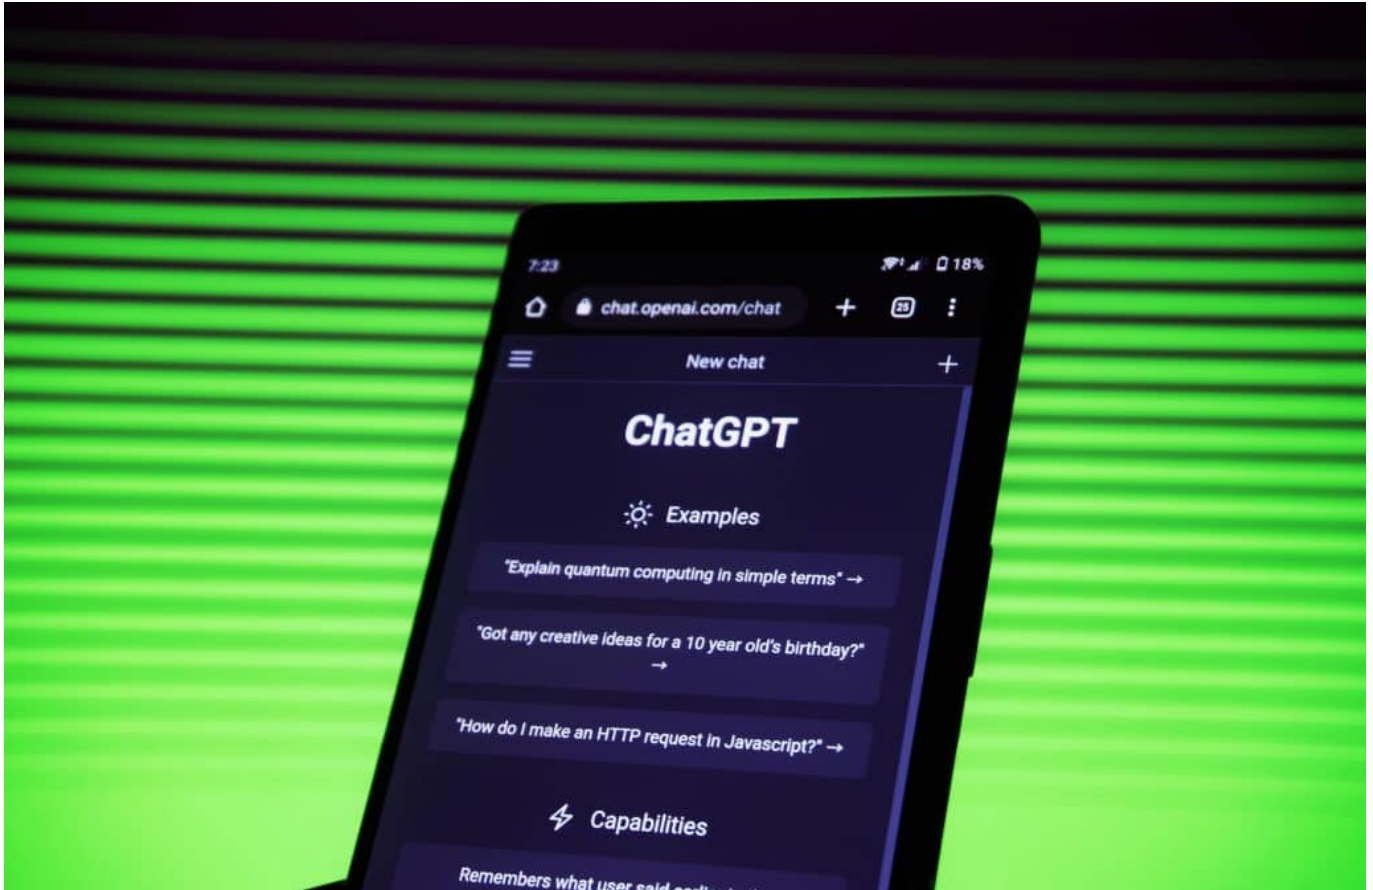 7:23
18%
chat.openai.com/chat
25
New chat
ChatGPT
Examples
"Explain quantum computing in simple terms" →
"Got any creative ideas for a 10 year old's birthday?"
→
"How do I make an HTTP request in Javascript?" →
Capabilities
Remembers what user said